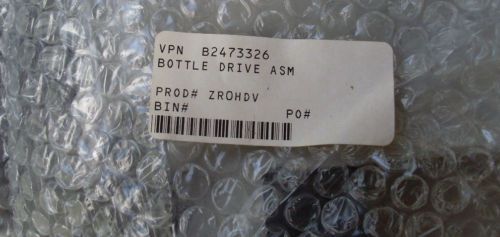 VPN B2473326
BOTTLE DRIVE ASM
PROD# ZROHDV
BIN# PO#